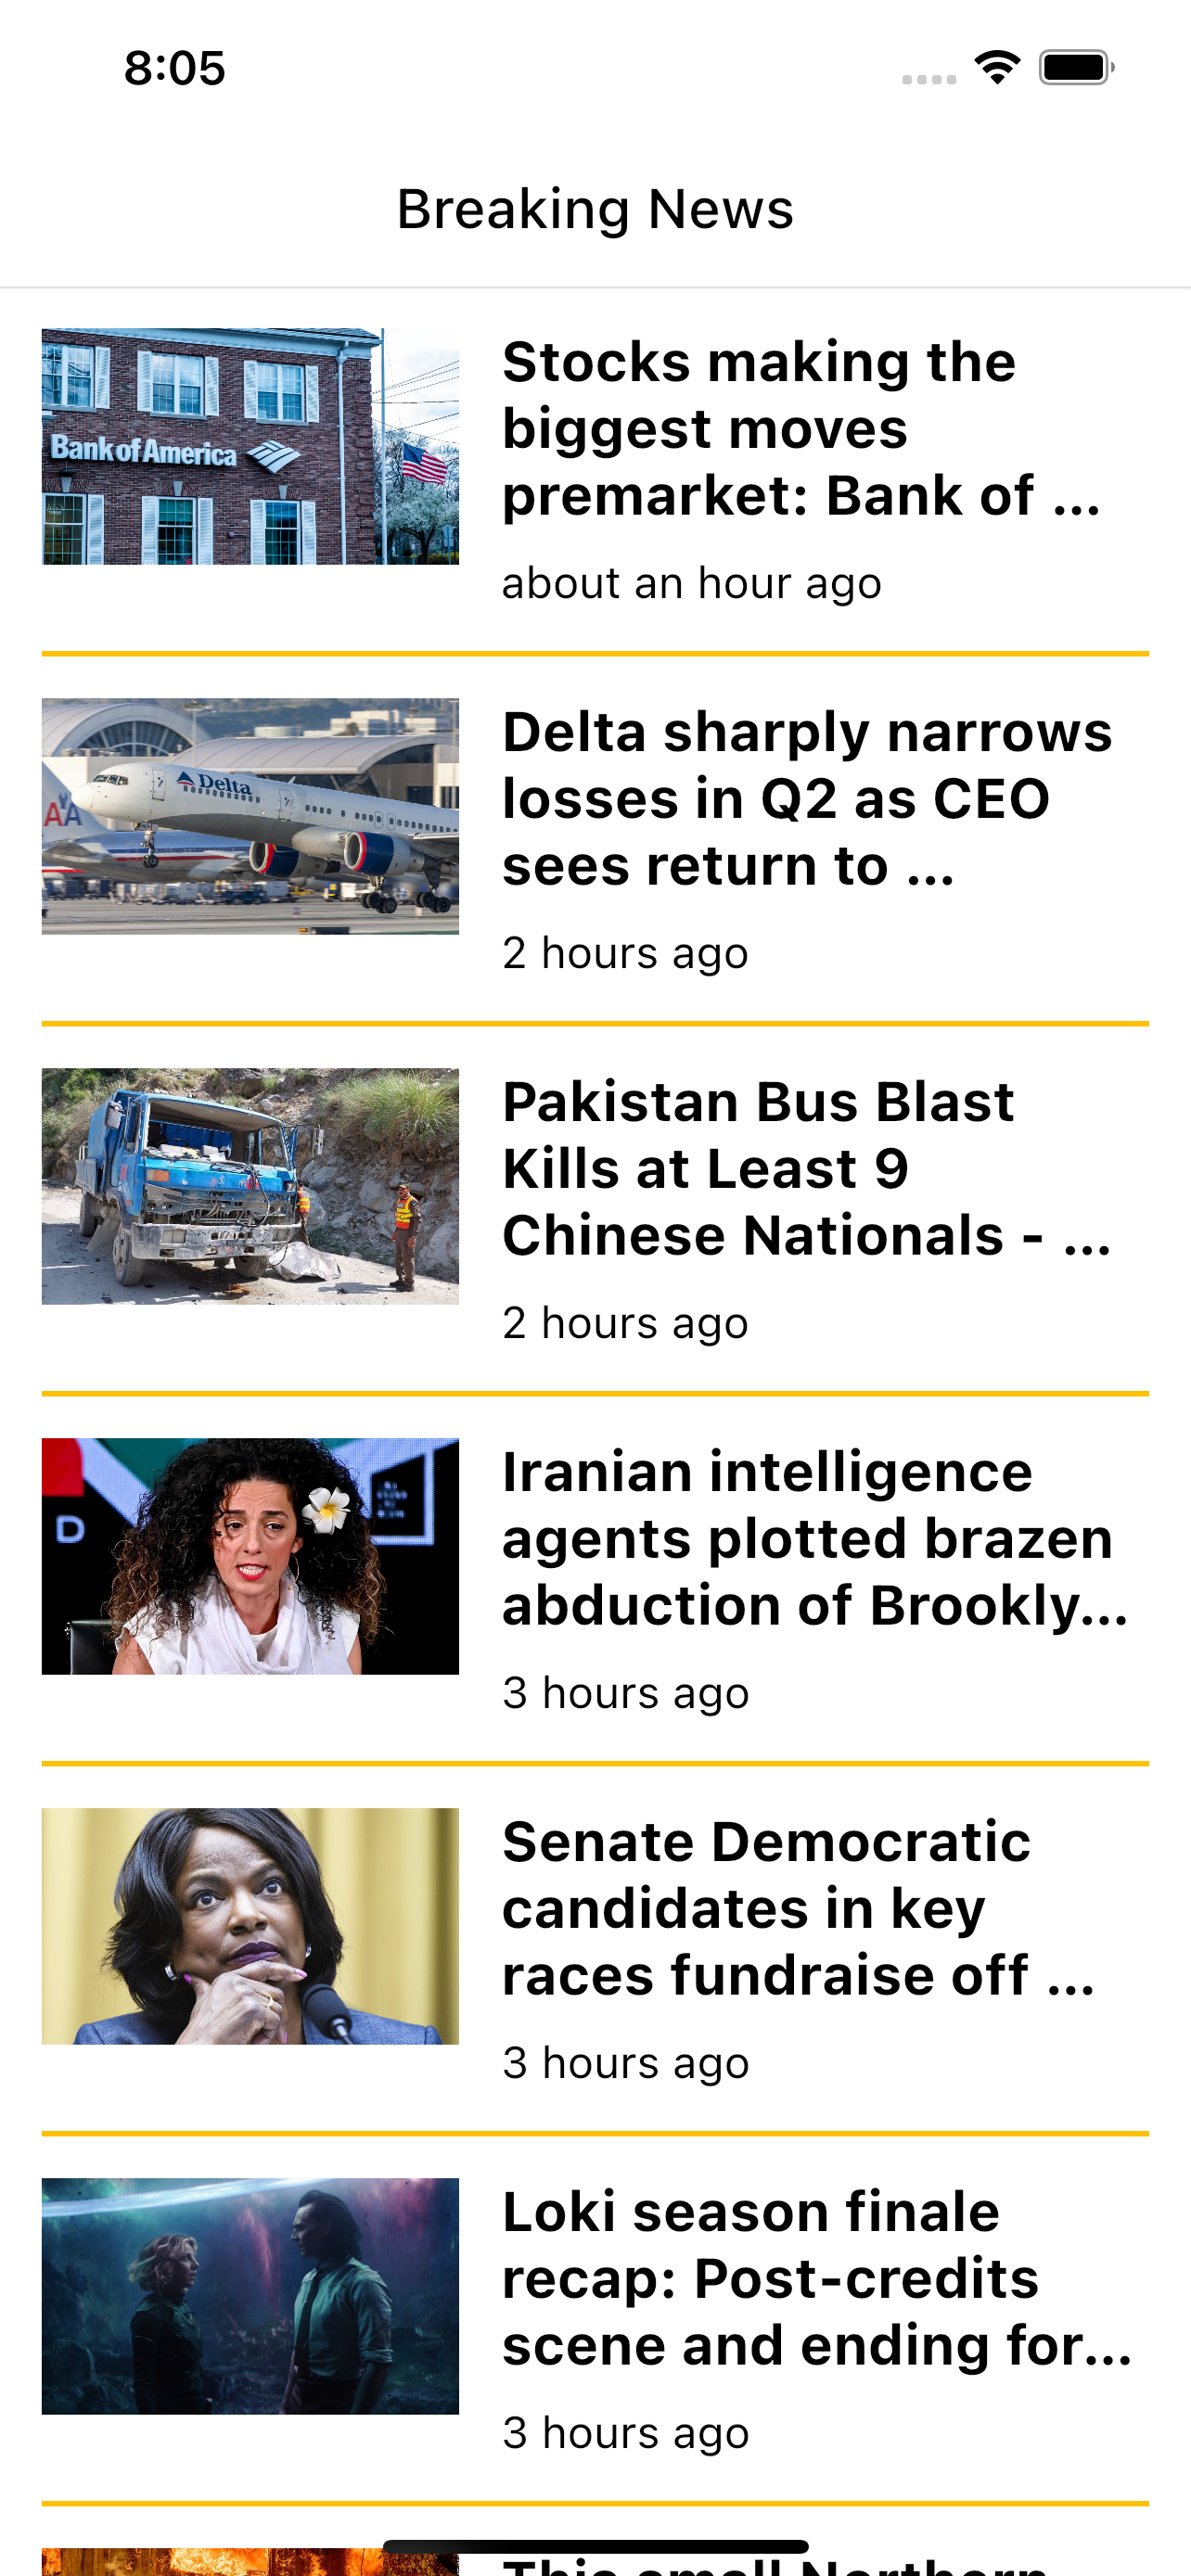 8:05
Breaking News
Bank of America
Stocks making the
biggest moves
premarket: Bank of ...
about an hour ago
Delta
AA
Delta sharply narrows
losses in Q2 as CEO
sees return to ...
2 hours ago
Pakistan Bus Blast
Kills at Least 9
Chinese Nationals - ...
2 hours ago
D
Iranian intelligence
agents plotted brazen
abduction of Brookly...
3 hours ago
Senate Democratic
candidates in key
races fundraise off ...
3 hours ago
Loki season finale
recap: Post-credits
scene and ending for...
3 hours ago
This small Northern